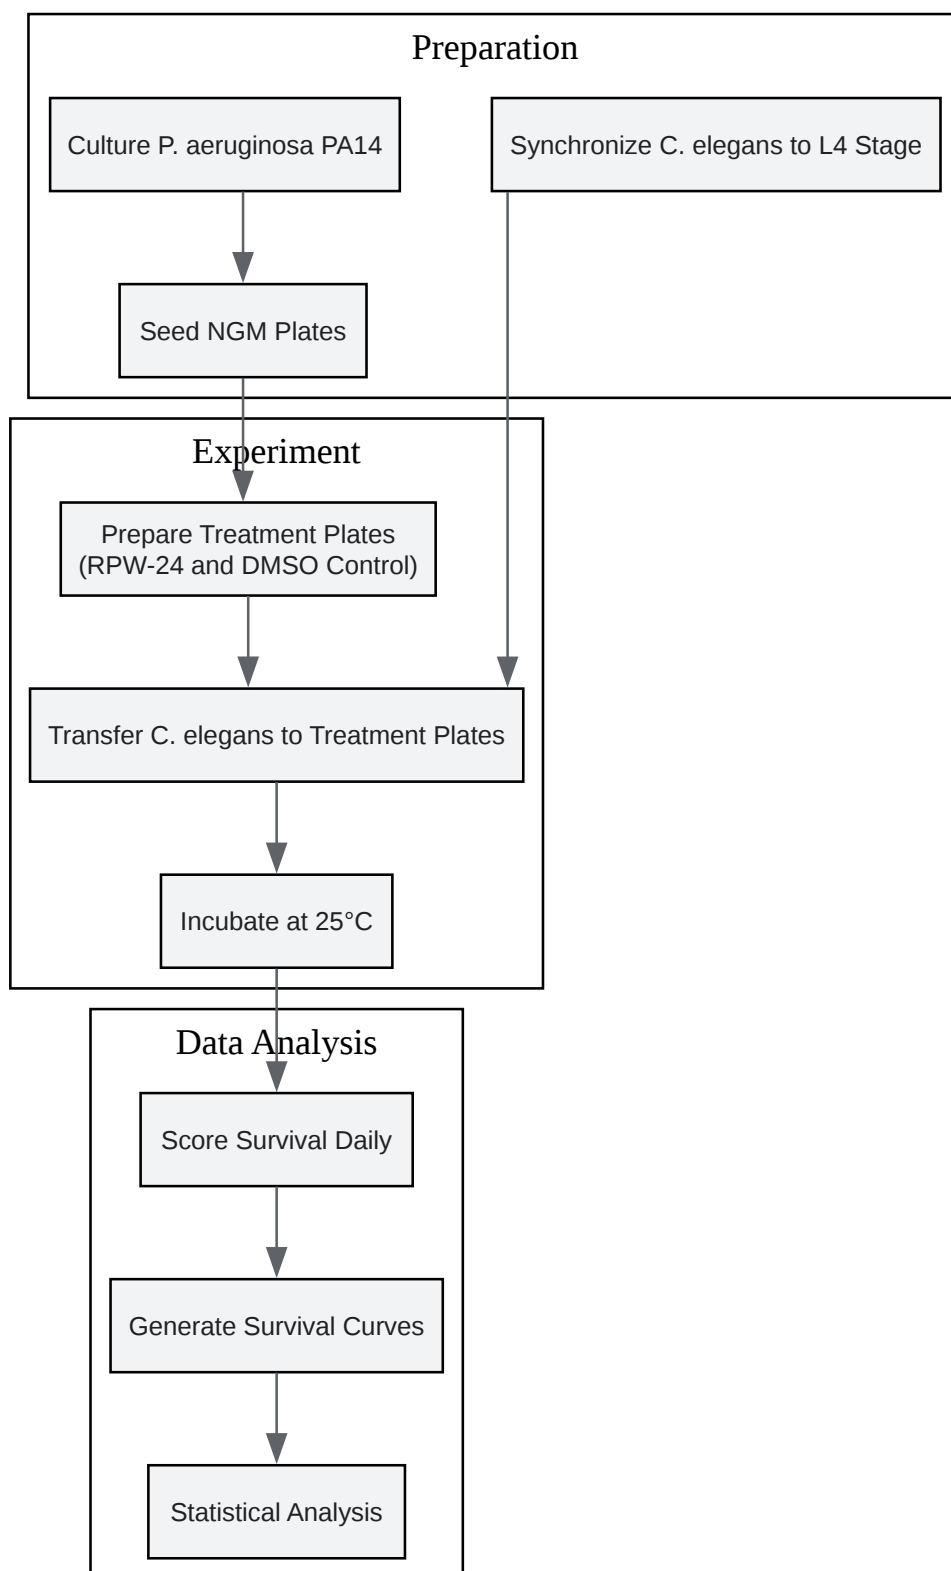 Preparation
Culture P. aeruginosa PA14
Synchronize C. elegans to L4 Stage
Seed NGM Plates
Experiment
Prepare Treatment Plates
(RPW-24 and DMSO Control)
Transfer C. elegans to Treatment Plates
Incubate at 25°C
Data Analysis
Score Survival Daily
Generate Survival Curves
Statistical Analysis